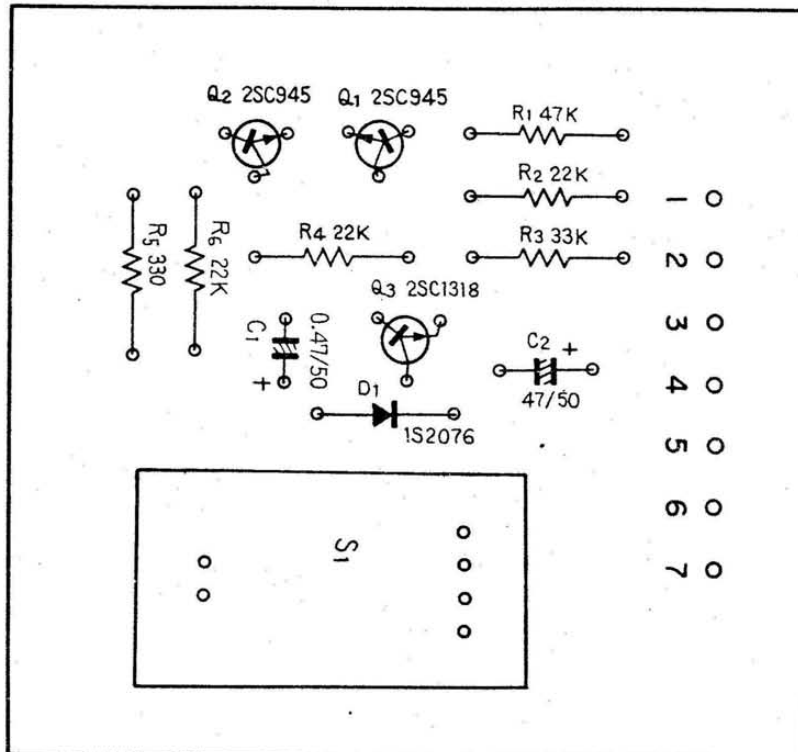 Q2 2SC945
Q1 2SC945
R1 47K
R2 22K
R3 33K
R4 22K
R5 330
R6 22K
Q3 2SC1318
C1
0.47/50
+
C2
+
47/50
D1
1S2076
S1
1
2
3
4
5
6
7